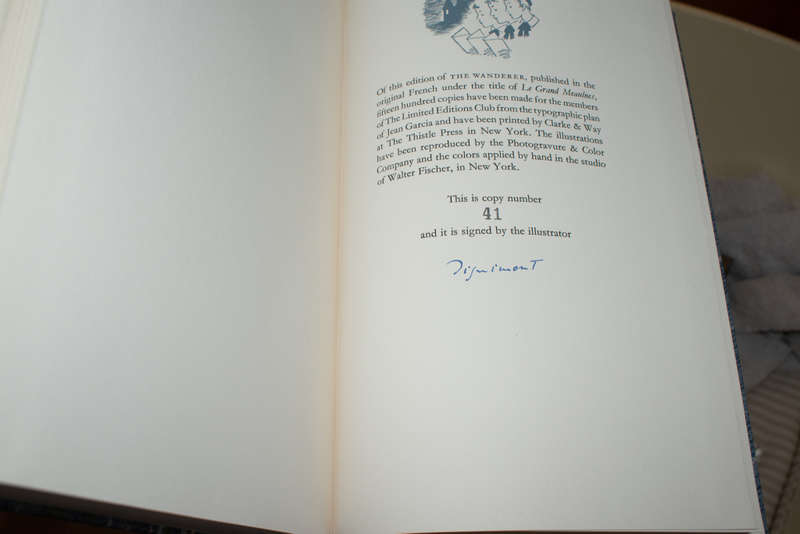 Of this edition of THE WANDERER, published in the
original French under the title of Le Grand Meaulnes,
fifteen hundred copies have been made for the members
of The Limited Editions Club from the typographic plan
of Jean Garcia and have been printed by Clarke & Way
at The Thistle Press in New York. The illustrations
have been reproduced by the Photogravure & Color
Company and the colors applied by hand in the studio
of Walter Fischer, in New York.
This is copy number
41
and it is signed by the illustrator
Dignimont